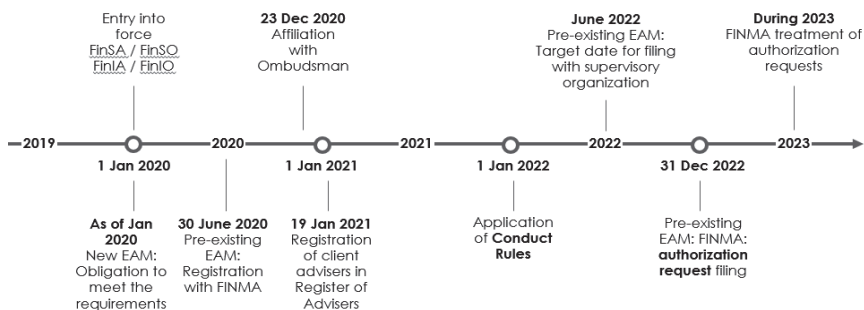 Entry into
force
FinSA / FinSO
FinIA / FinIO
23 Dec 2020
Affiliation
with
Ombudsman
June 2022
Pre-existing EAM:
Target date for filing
with supervisory
organization
During 2023
FINMA treatment of
authorization
requests
2019
2020
2021
2022
2023
1 Jan 2020
1 Jan 2021
1 Jan 2022
31 Dec 2022
As of Jan
2020
New EAM:
Obligation to
meet the
requirements
30 June 2020
Pre-existing
EAM:
Registration
with FINMA
19 Jan 2021
Registration
of client
advisers in
Register of
Advisers
Application
of Conduct
Rules
Pre-existing
EAM: FINMA:
authorization
request filing